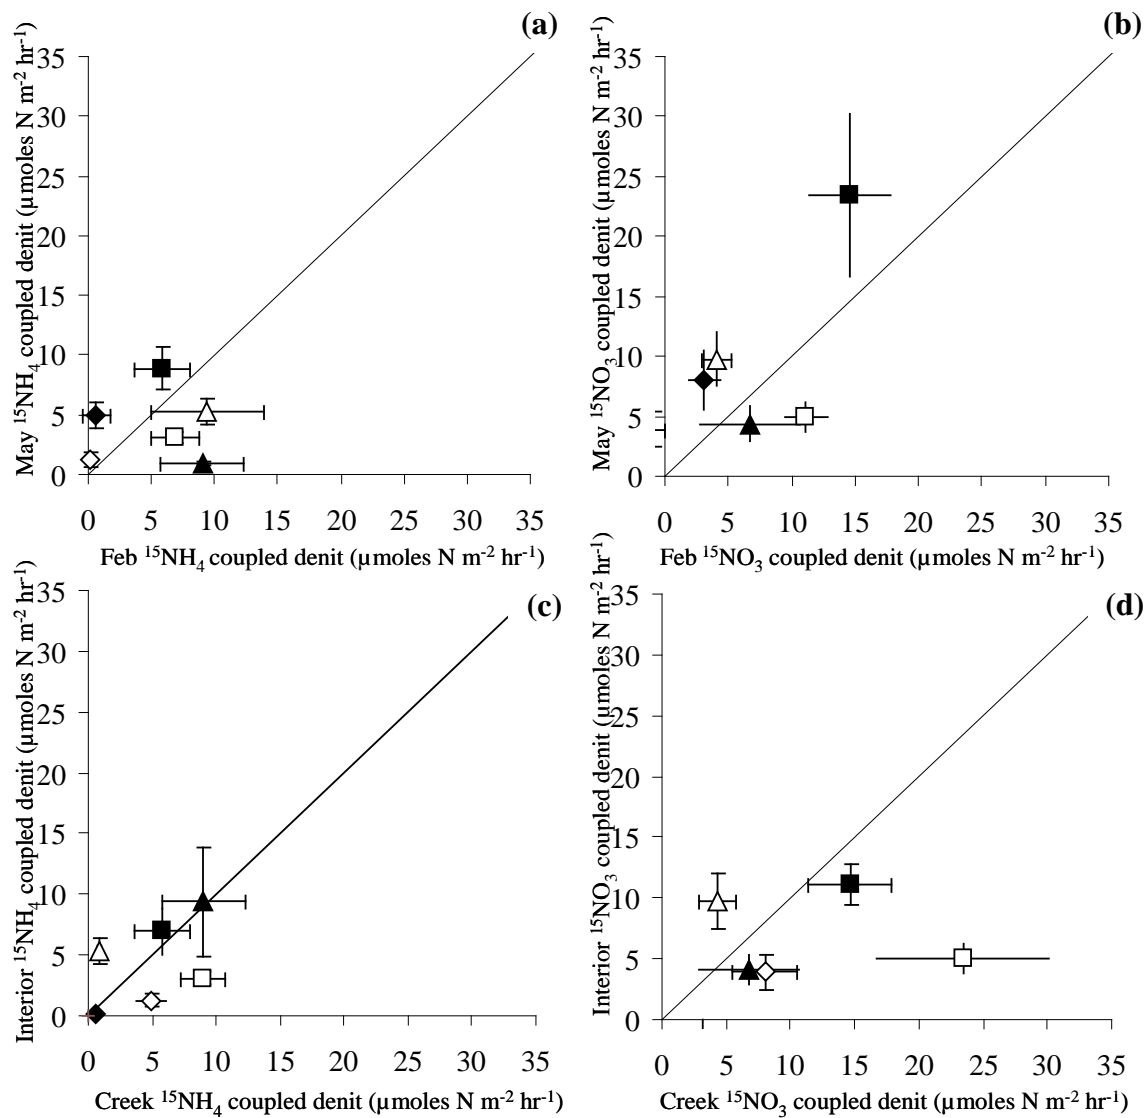 (a)
May ¹⁵NH₄ coupled denit (µmoles N m⁻² hr⁻¹)
35
30
25
20
15
10
5
0
0 5 10 15 20 25 30 35
Feb ¹⁵NH₄ coupled denit (µmoles N m⁻² hr⁻¹)
(b)
May ¹⁵NO₃ coupled denit (µmoles N m⁻² hr⁻¹)
35
30
25
20
15
10
5
0
0 5 10 15 20 25 30 35
Feb ¹⁵NO₃ coupled denit (µmoles N m⁻² hr⁻¹)
(c)
Interior ¹⁵NH₄ coupled denit (µmoles N m⁻² hr⁻¹)
35
30
25
20
15
10
5
0
0 5 10 15 20 25 30 35
Creek ¹⁵NH₄ coupled denit (µmoles N m⁻² hr⁻¹)
(d)
Interior ¹⁵NO₃ coupled denit (µmoles N m⁻² hr⁻¹)
35
30
25
20
15
10
5
0
0 5 10 15 20 25 30 35
Creek ¹⁵NO₃ coupled denit (µmoles N m⁻² hr⁻¹)